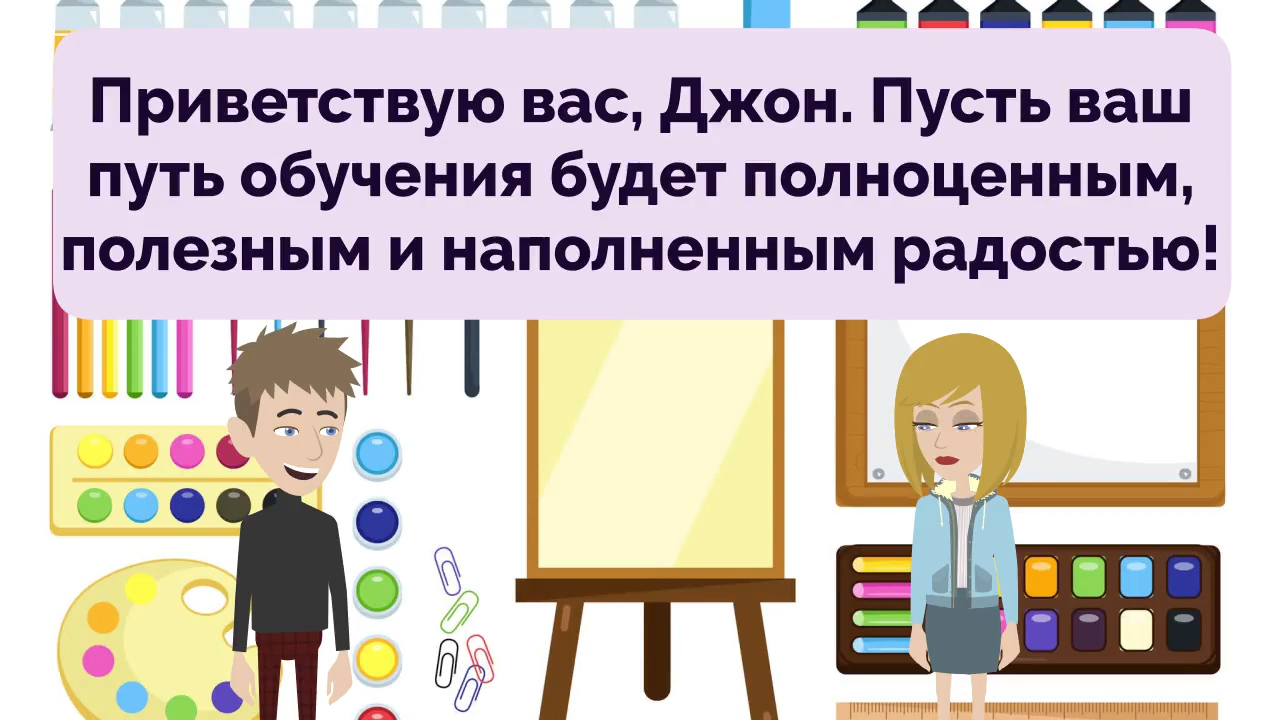 Приветствую вас, Джон. Пусть ваш
путь обучения будет полноценным,
полезным и наполненным радостью!